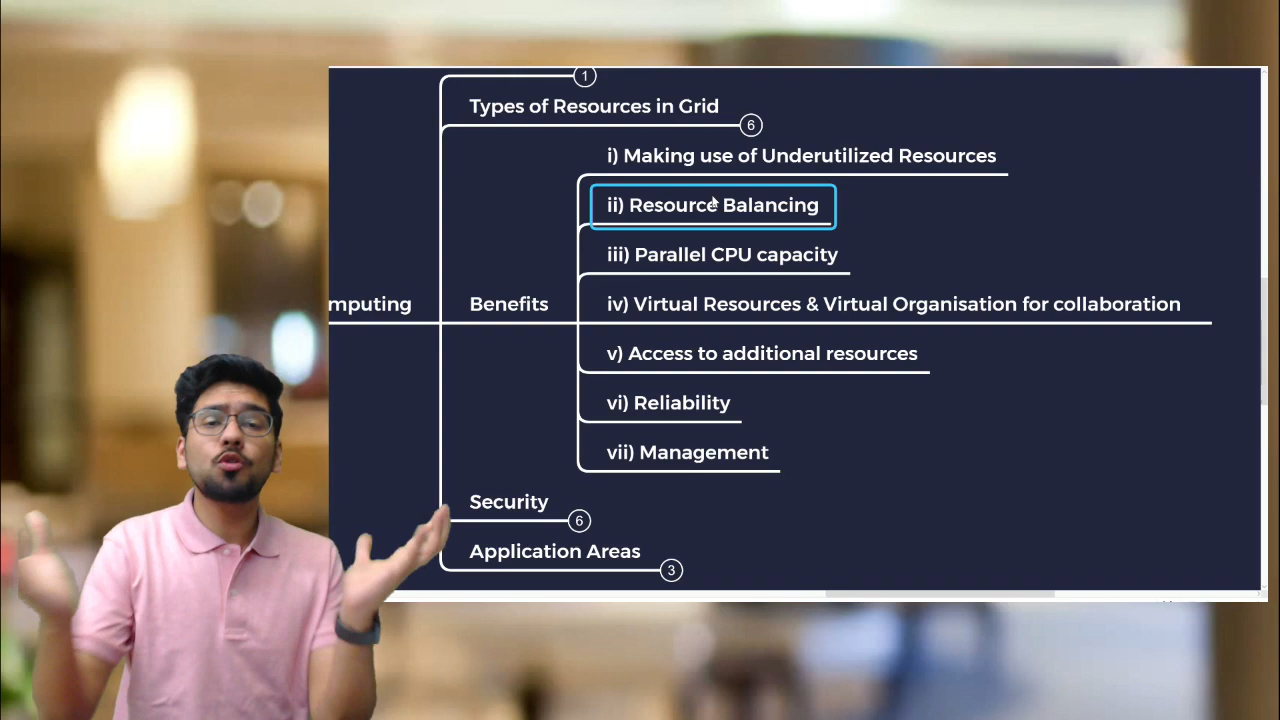 1
Types of Resources in Grid
6
i) Making use of Underutilized Resources
ii) Resource Balancing
iii) Parallel CPU capacity
mputing
Benefits
iv) Virtual Resources & Virtual Organisation for collaboration
v) Access to additional resources
vi) Reliability
vii) Management
Security
6
Application Areas
3